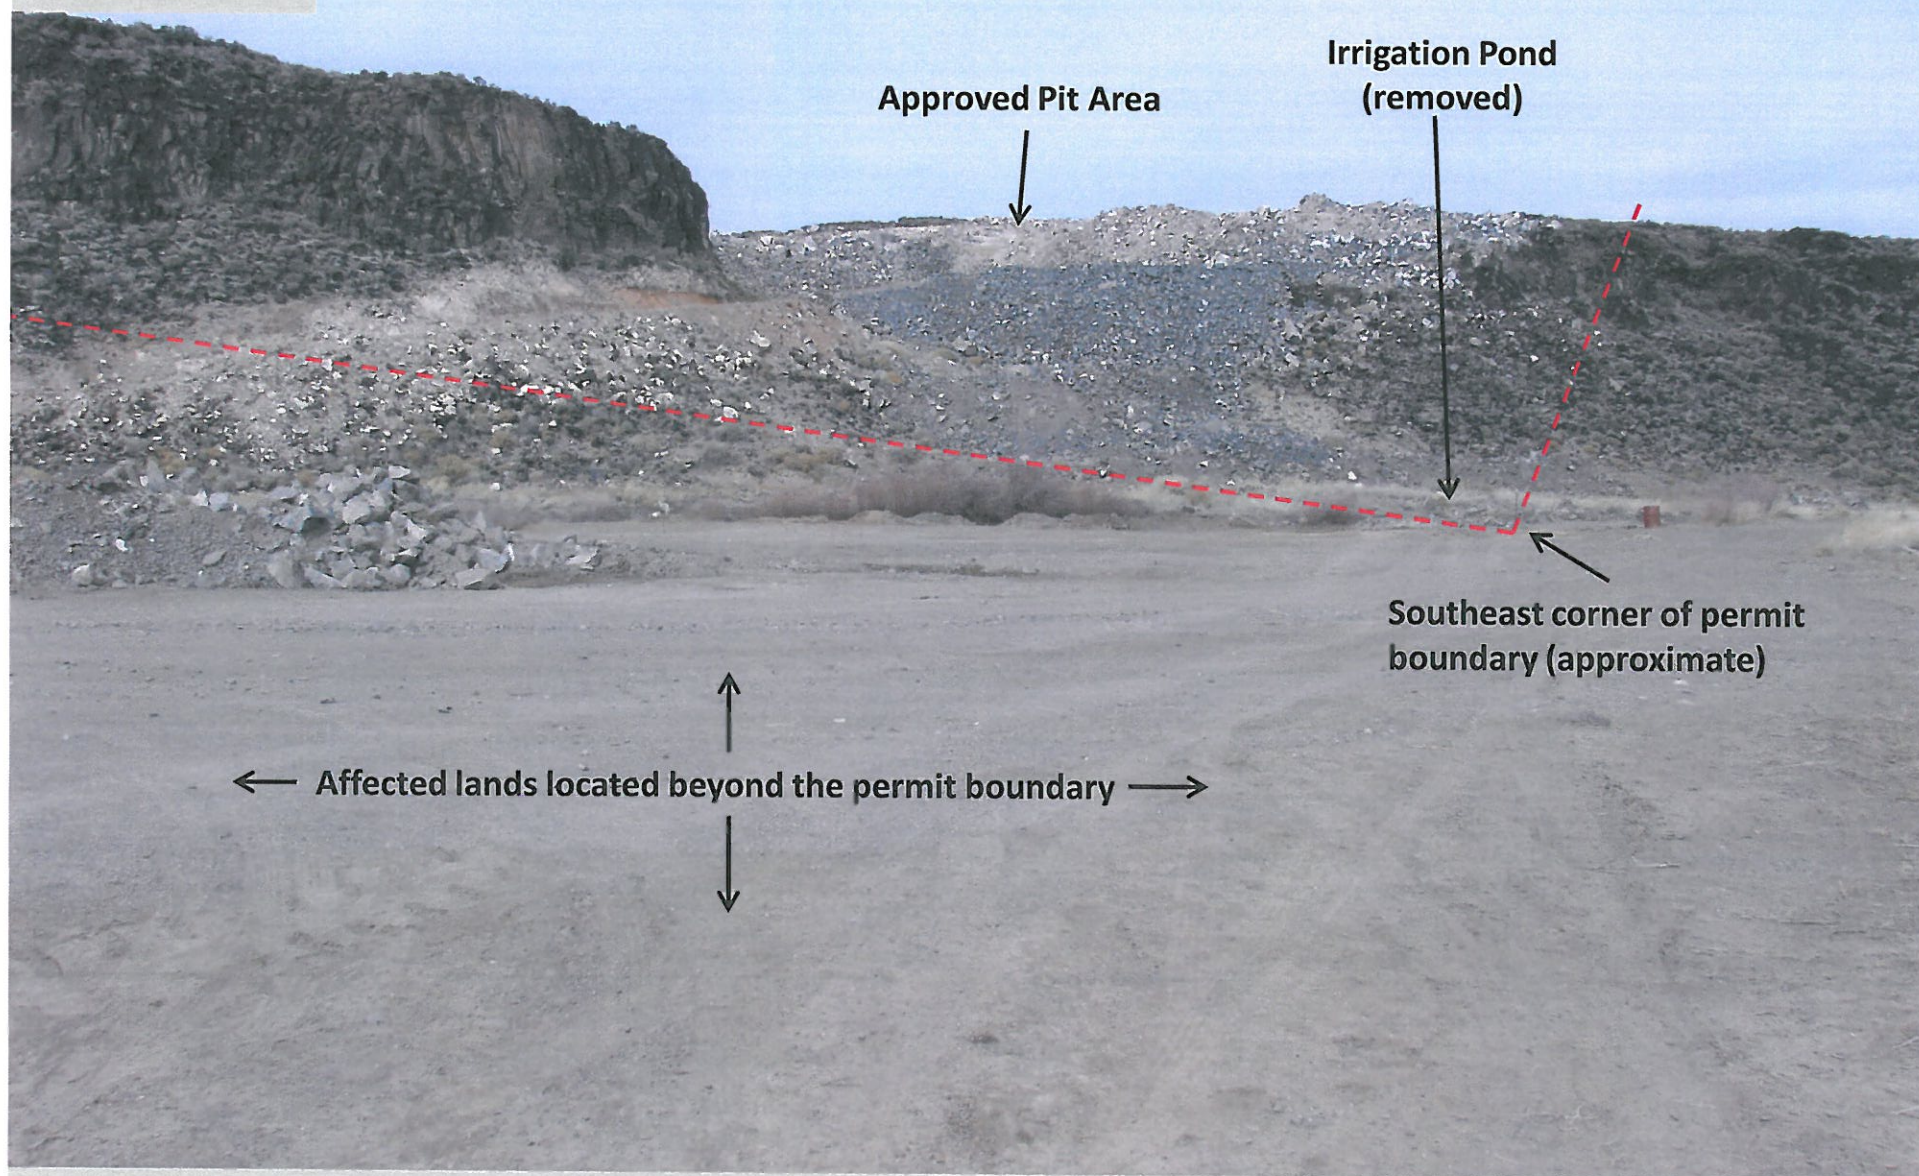 Irrigation Pond
(removed)
Approved Pit Area
Southeast corner of permit
boundary (approximate)
Affected lands located beyond the permit boundary